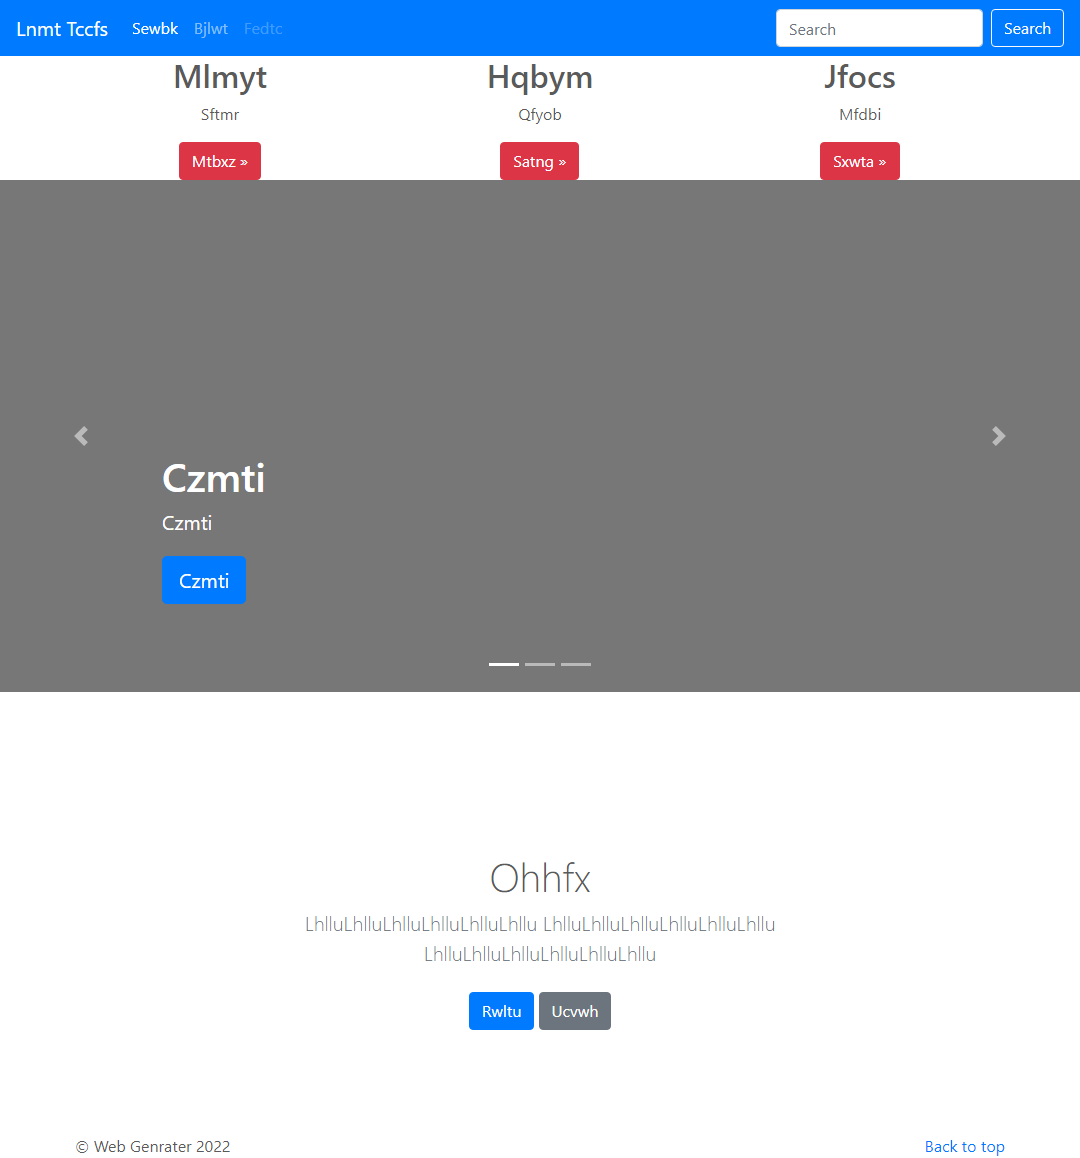 Lnmt Tccfs Sewbk Bjlwt Fedtc Search Search
Mlmyt Hqbym Jfocs
Sftmr Qfyob Mfdbi
Mtbxz » Satng » Sxwta »
Czmti
Czmti
Czmti
Ohhfx
LhlluLhlluLhlluLhlluLhlluLhllu LhlluLhlluLhlluLhlluLhlluLhllu
LhlluLhlluLhlluLhlluLhlluLhllu
Rwltu Ucvwh
© Web Genrater 2022 Back to top